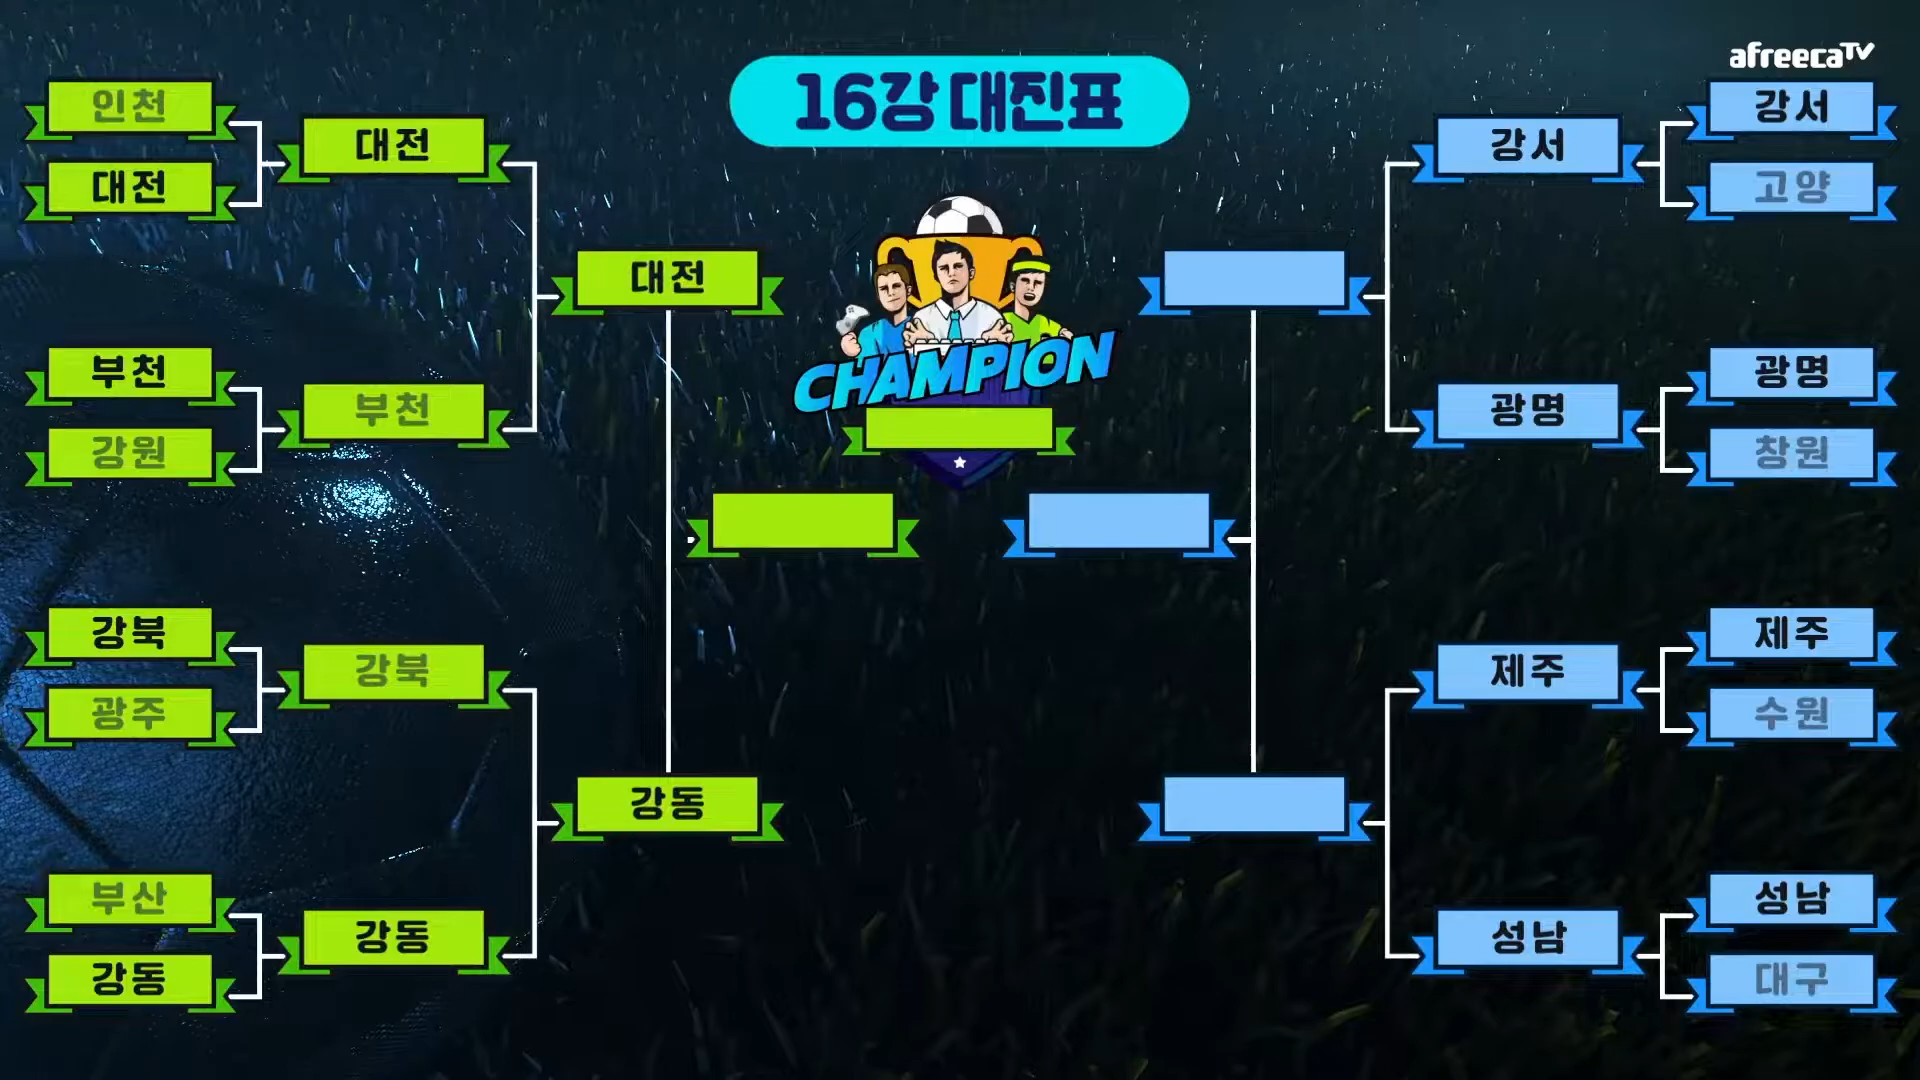 afreecaTV
16강 대진표
인천
대전
대전
부천
강원
부천
대전
강북
광주
강북
부산
강동
강동
강동
CHAMPION
강서
강서
고양
광명
광명
창원
제주
제주
수원
성남
성남
대구